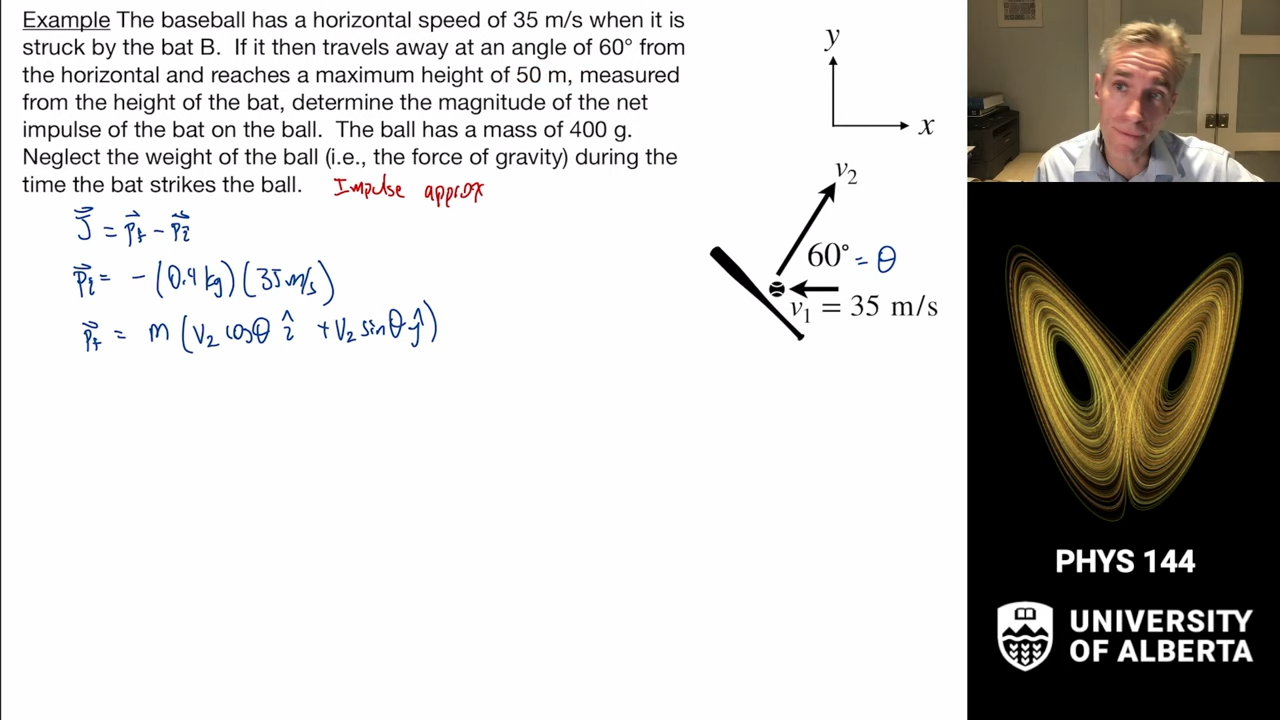 Example The baseball has a horizontal speed of 35 m/s when it is
struck by the bat B. If it then travels away at an angle of 60° from
the horizontal and reaches a maximum height of 50 m, measured
from the height of the bat, determine the magnitude of the net
impulse of the bat on the ball. The ball has a mass of 400 g.
Neglect the weight of the ball (i.e., the force of gravity) during the
time the bat strikes the ball. Impulse approx
J⃗ = p⃗f - p⃗i
p⃗i = - (0.4 kg)(35 m/s)
p⃗f = m (v2 cosθ î + v2 sinθ ĵ)
y
x
v2
60° = θ
v1 = 35 m/s
PHYS 144
UNIVERSITY
OF ALBERTA